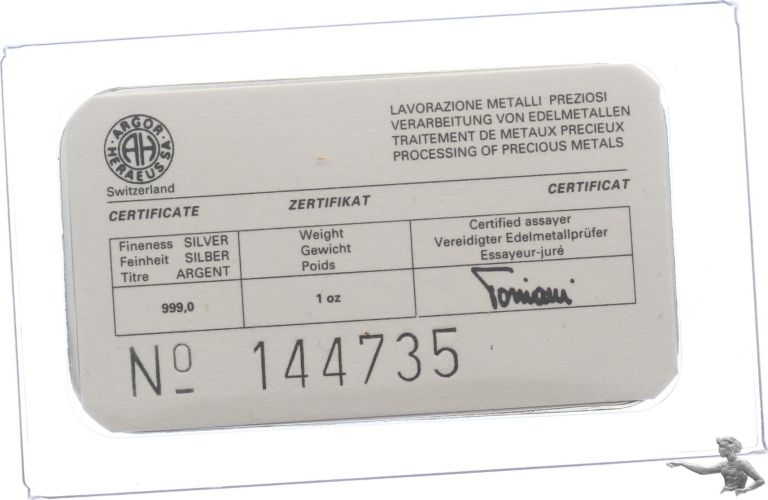 ARGOR HERAEUS SA
AH
Switzerland
LAVORAZIONE METALLI PREZIOSI
VERARBEITUNG VON EDELMETALLEN
TRAITEMENT DE METAUX PRECIEUX
PROCESSING OF PRECIOUS METALS
CERTIFICATE ZERTIFIKAT CERTIFICAT
Fineness SILVER
Feinheit SILBER
Titre ARGENT
Weight
Gewicht
Poids
Certified assayer
Vereidigter Edelmetallprüfer
Essayeur-juré
999,0
1 oz
Nº 144735